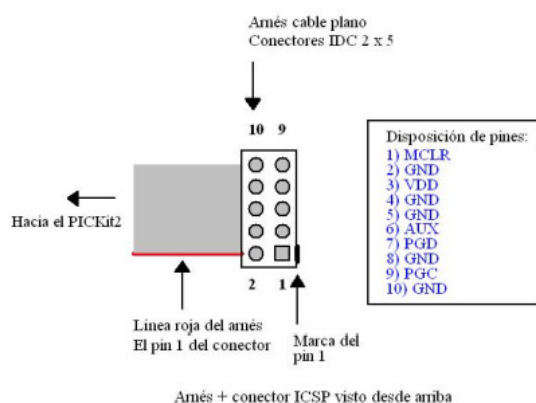 Arnés cable plano
Conectores IDC 2 x 5
10 9
Disposición de pines:
1) MCLR
2) GND
3) VDD
4) GND
5) GND
6) AUX
7) PGD
8) GND
9) PGC
10) GND
Hacia el PICKit2
2 1
Línea roja del arnés
El pin 1 del conector
Marca del
pin 1
Arnés + conector ICSP visto desde arriba